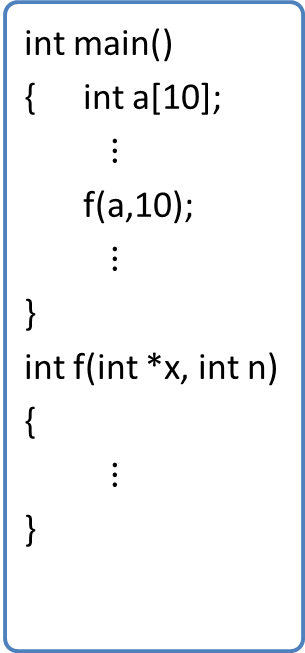 int main()
{ int a[10];
⋮
f(a,10);
⋮
}
int f(int *x, int n)
{
⋮
}